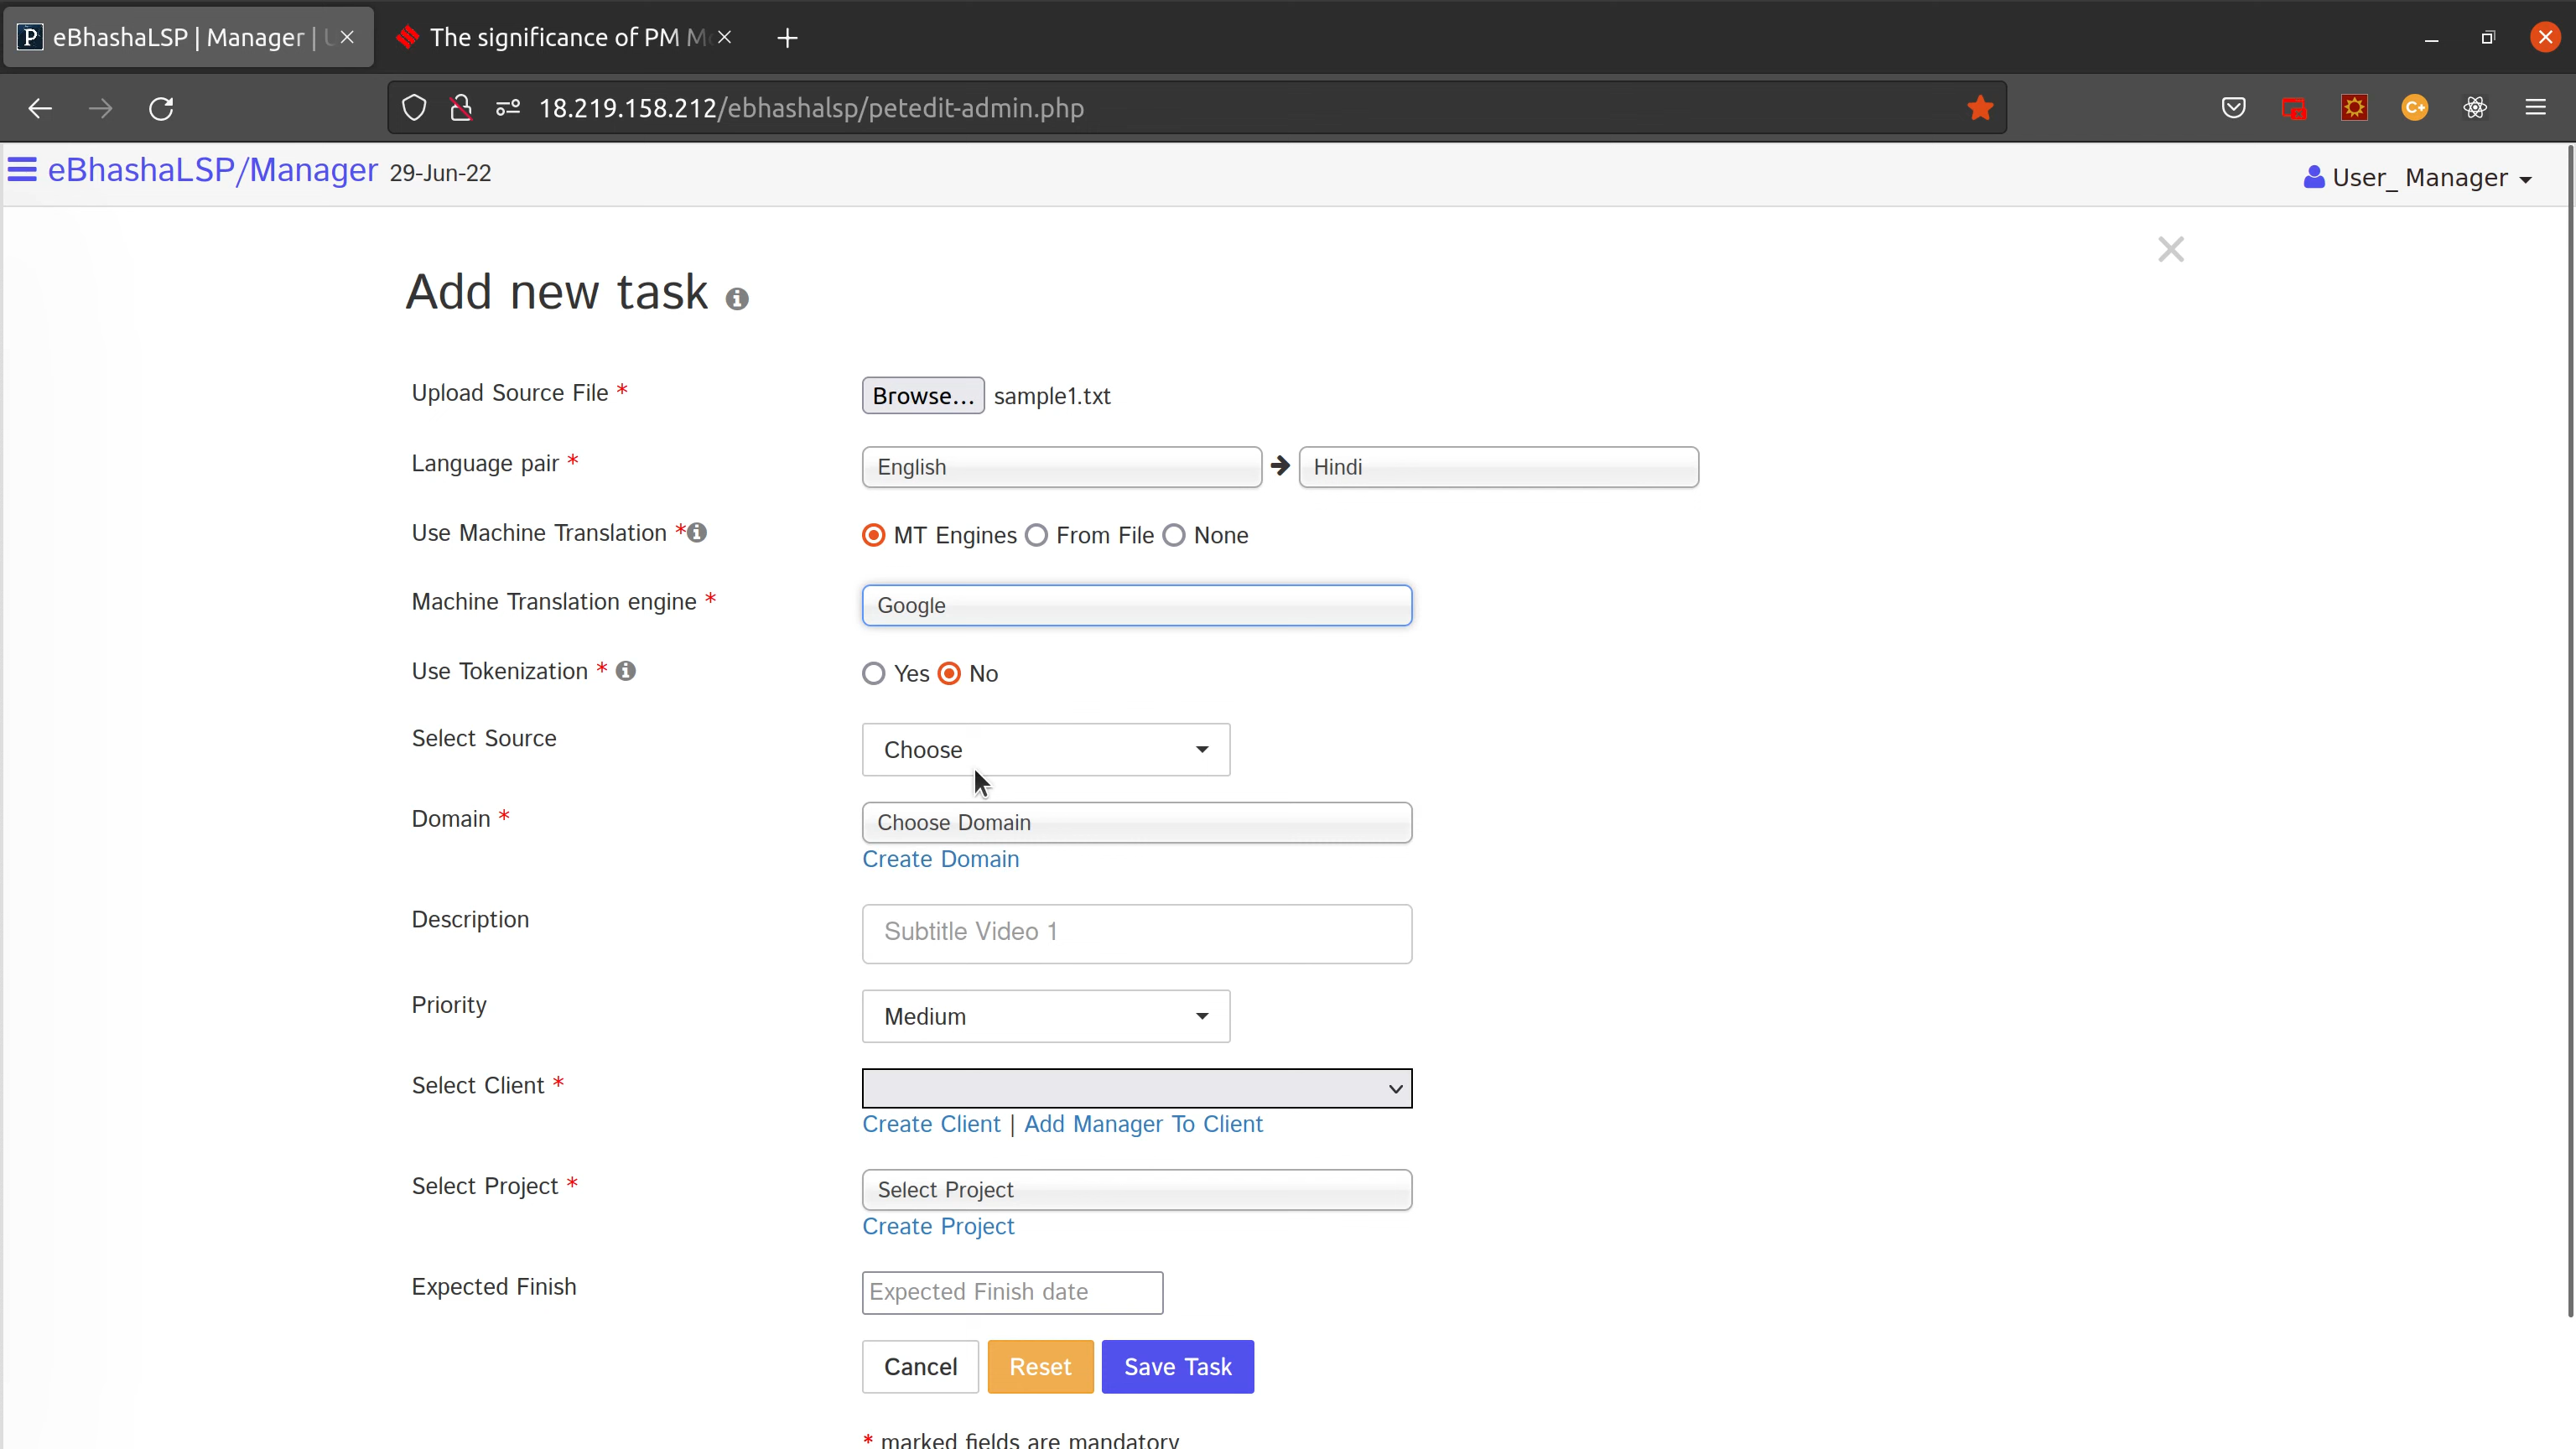 eBhashaLSP | Manager |
The significance of PM
18.219.158.212/ebhashalsp/petedit-admin.php
C+
eBhashaLSP/Manager 29-Jun-22
User_ Manager
Add new task
Upload Source File *
Browse... sample1.txt
Language pair *
English
Hindi
Use Machine Translation *
MT Engines From File None
Machine Translation engine *
Google
Use Tokenization *
Yes No
Select Source
Choose
Domain *
Choose Domain
Create Domain
Description
Subtitle Video 1
Priority
Medium
Select Client *
Create Client | Add Manager To Client
Select Project *
Select Project
Create Project
Expected Finish
Expected Finish date
Cancel Reset Save Task
* marked fields are mandatory